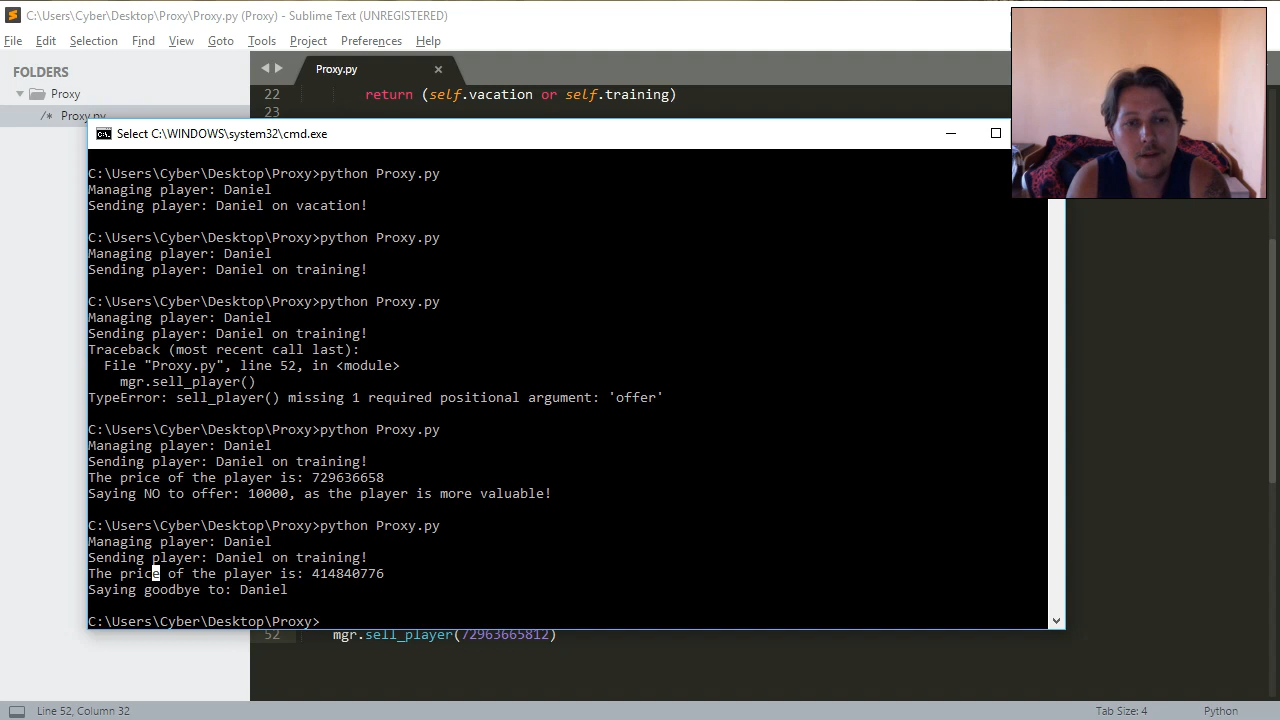 C:\Users\Cyber\Desktop\Proxy\Proxy.py (Proxy) - Sublime Text (UNREGISTERED)
File Edit Selection Find View Goto Tools Project Preferences Help
FOLDERS
Proxy
/* Proxy.py
Proxy.py
22 return (self.vacation or self.training)
23
Select C:\WINDOWS\system32\cmd.exe
C:\Users\Cyber\Desktop\Proxy>python Proxy.py
Managing player: Daniel
Sending player: Daniel on vacation!
C:\Users\Cyber\Desktop\Proxy>python Proxy.py
Managing player: Daniel
Sending player: Daniel on training!
C:\Users\Cyber\Desktop\Proxy>python Proxy.py
Managing player: Daniel
Sending player: Daniel on training!
Traceback (most recent call last):
File "Proxy.py", line 52, in <module>
mgr.sell_player()
TypeError: sell_player() missing 1 required positional argument: 'offer'
C:\Users\Cyber\Desktop\Proxy>python Proxy.py
Managing player: Daniel
Sending player: Daniel on training!
The price of the player is: 729636658
Saying NO to offer: 10000, as the player is more valuable!
C:\Users\Cyber\Desktop\Proxy>python Proxy.py
Managing player: Daniel
Sending player: Daniel on training!
The price of the player is: 414840776
Saying goodbye to: Daniel
C:\Users\Cyber\Desktop\Proxy>
52 mgr.sell_player(72963665812)
Line 52, Column 32
Tab Size: 4
Python